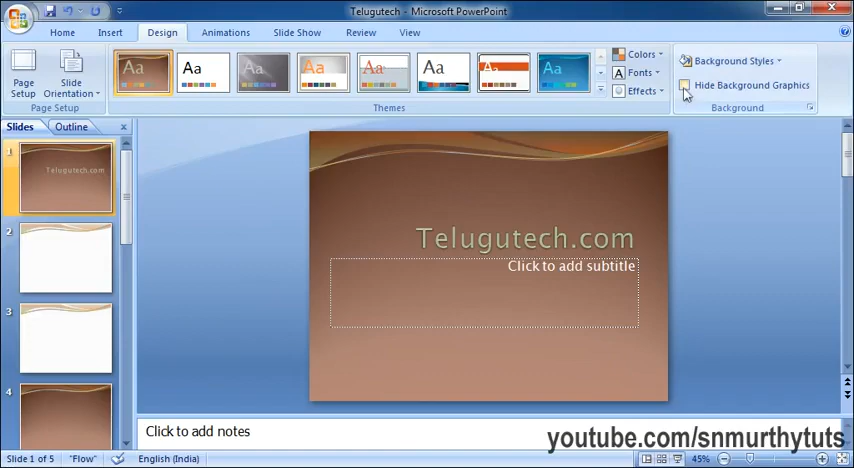 Telugutech - Microsoft PowerPoint
Home Insert Design Animations Slide Show Review View
Page Setup
Slide Orientation
Page Setup
Aa Aa Aa Aa Aa Aa Aa Aa
Themes
Colors
Fonts
Effects
Background Styles
Hide Background Graphics
Background
Slides Outline
1
Telugutech.com
2
3
4
Telugutech.com
Click to add subtitle
Click to add notes
youtube.com/snmurthytuts
Slide 1 of 5 "Flow" English (India) 45%